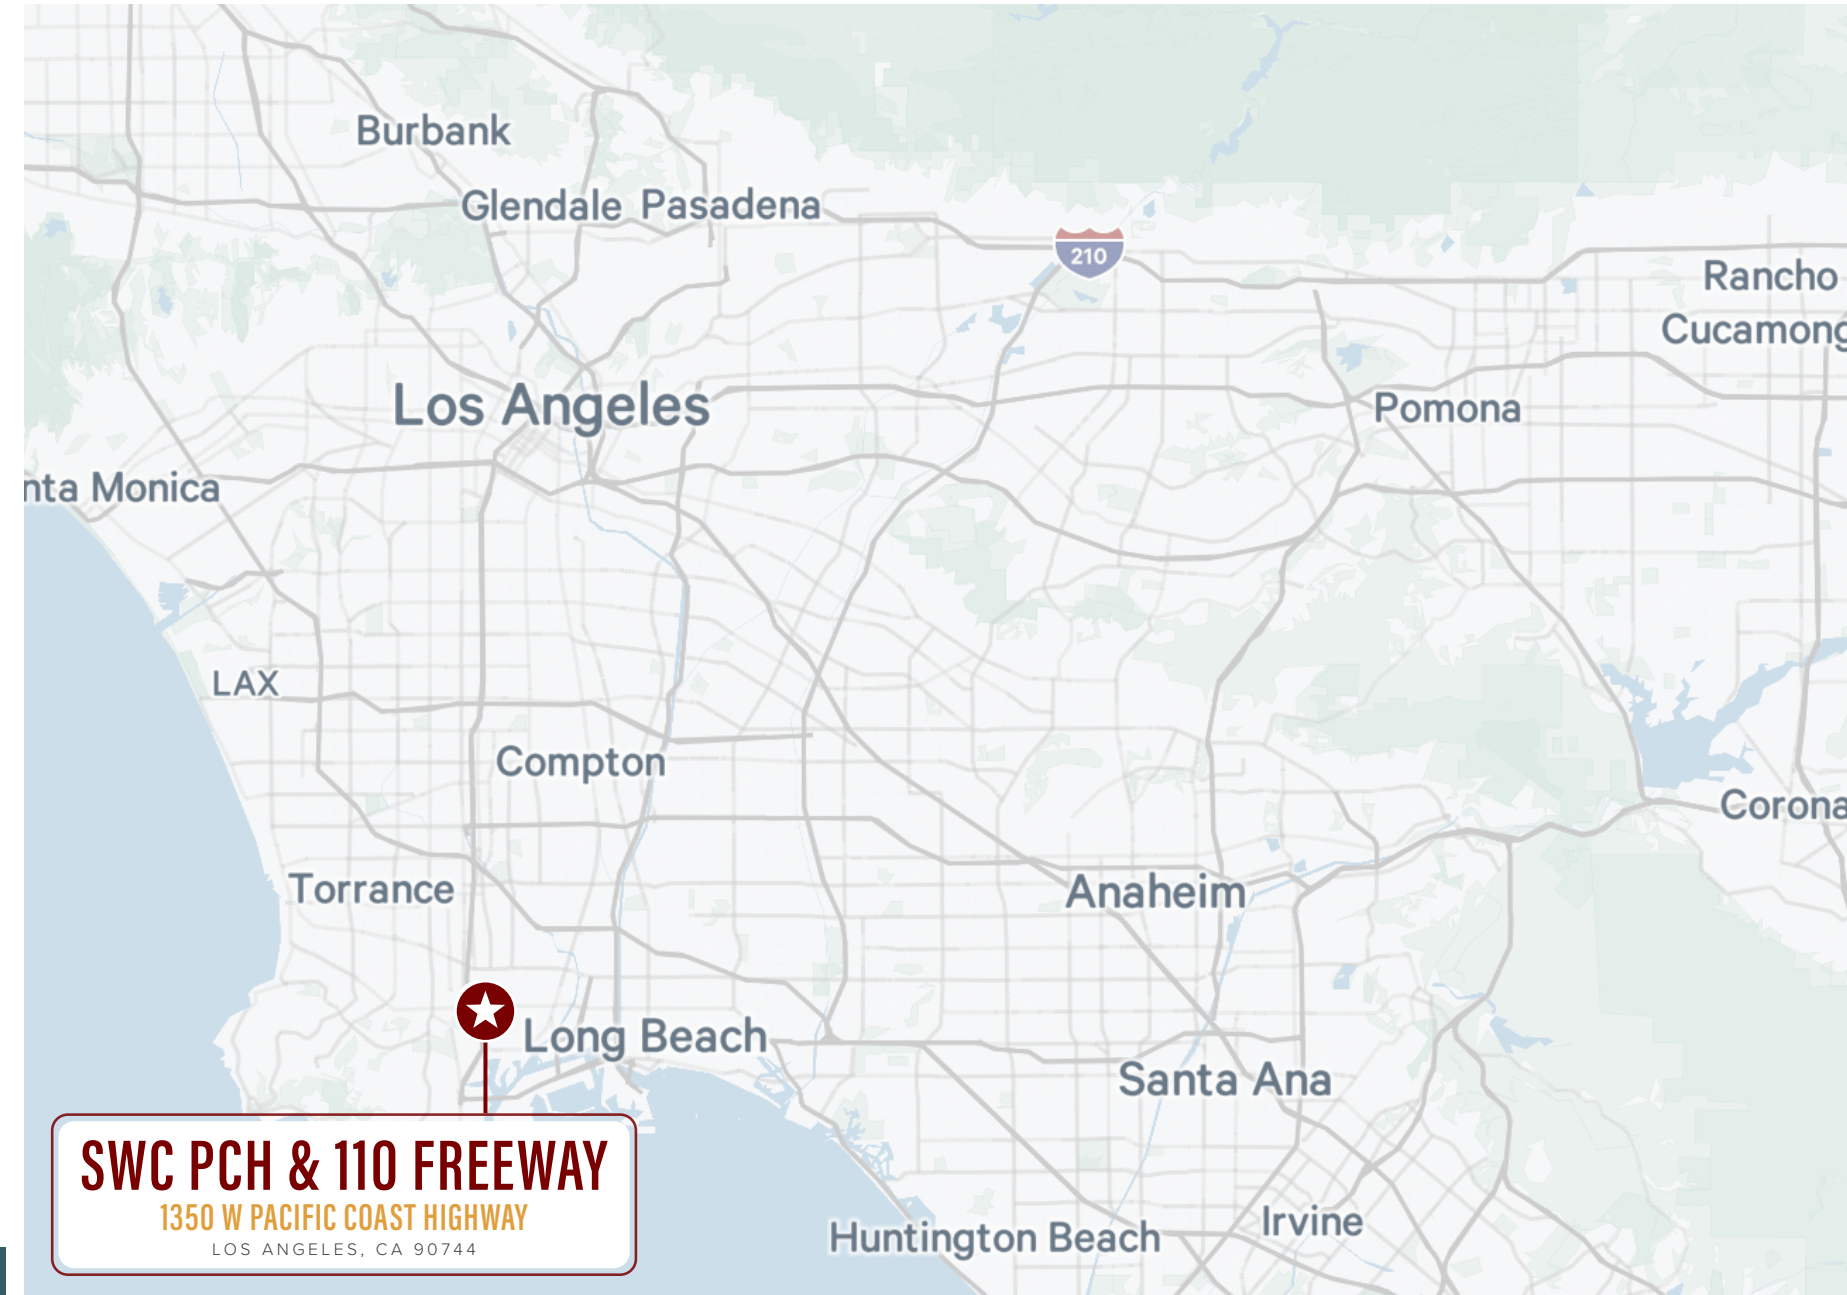 Burbank
Glendale
Pasadena
210
Rancho
Cucamong
Los Angeles
Pomona
nta Monica
LAX
Compton
Corona
Torrance
Anaheim
Long Beach
Santa Ana
SWC PCH & 110 FREEWAY
1350 W PACIFIC COAST HIGHWAY
LOS ANGELES, CA 90744
Huntington Beach
Irvine